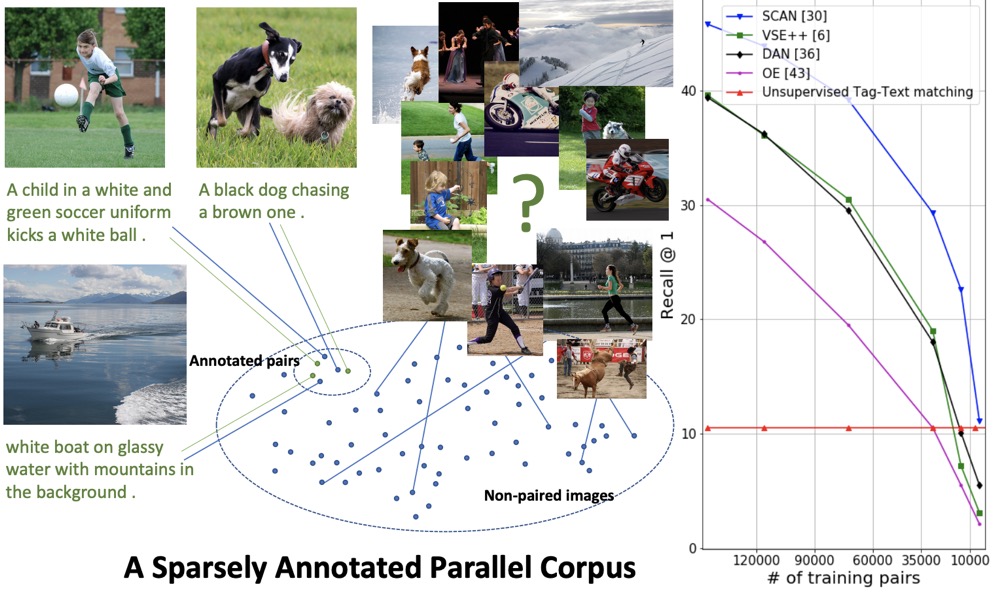 A child in a white and
green soccer uniform
kicks a white ball .
A black dog chasing
a brown one .
?
Annotated pairs
white boat on glassy
water with mountains in
the background .
Non-paired images
A Sparsely Annotated Parallel Corpus
SCAN [30]
VSE++ [6]
DAN [36]
OE [43]
Unsupervised Tag-Text matching
Recall @ 1
40
30
20
10
0
120000 90000 60000 35000 10000
# of training pairs